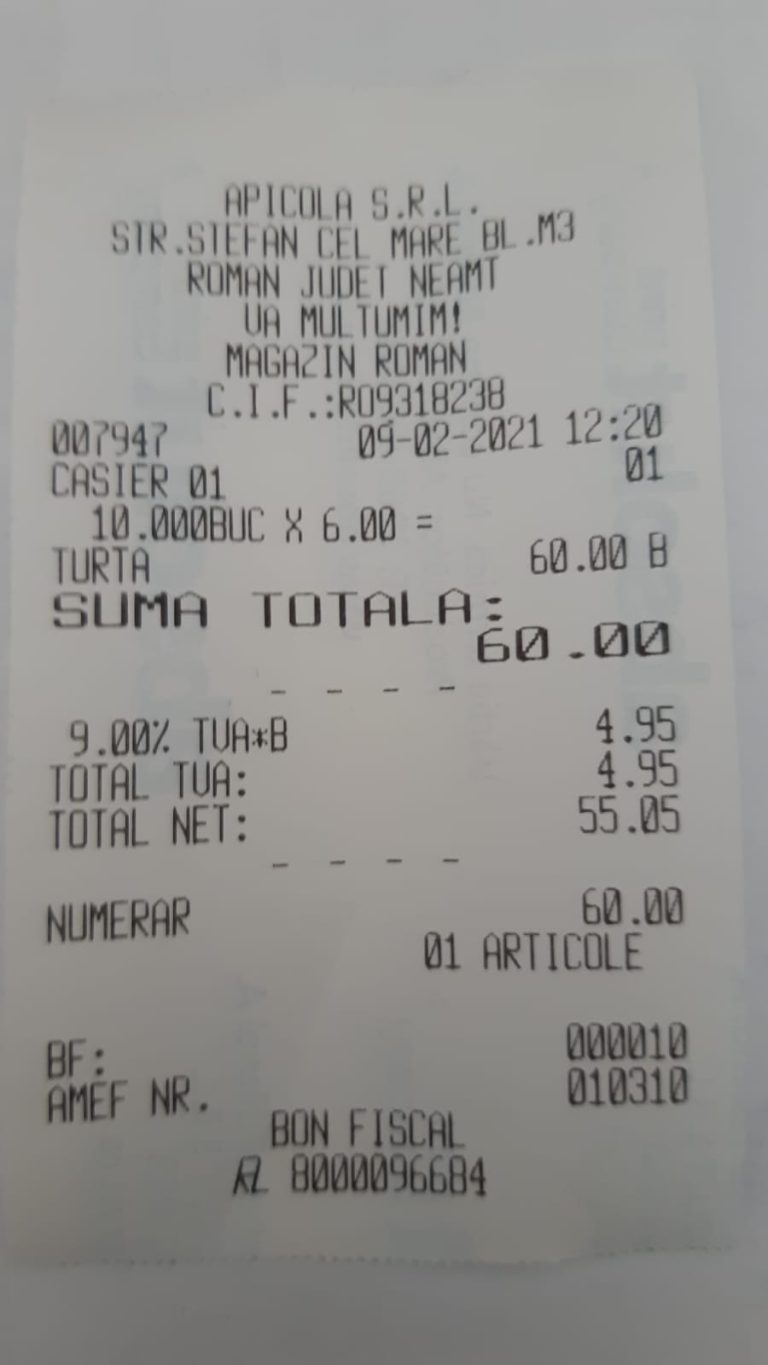 APICOLA S.R.L.
STR.STEFAN CEL MARE BL.M3
ROMAN JUDET NEAMT
VA MULTUMIM!
MAGAZIN ROMAN
C.I.F.:RO9318238
007947 09-02-2021 12:20
CASIER 01 01
10.000BUC X 6.00 =
TURTA 60.00 B
SUMA TOTALA:
60.00
- - - -
9.00% TVA*B 4.95
TOTAL TVA: 4.95
TOTAL NET: 55.05
- - - -
NUMERAR 60.00
01 ARTICOLE
BF: 000010
AMEF NR. 010310
BON FISCAL
8000096684